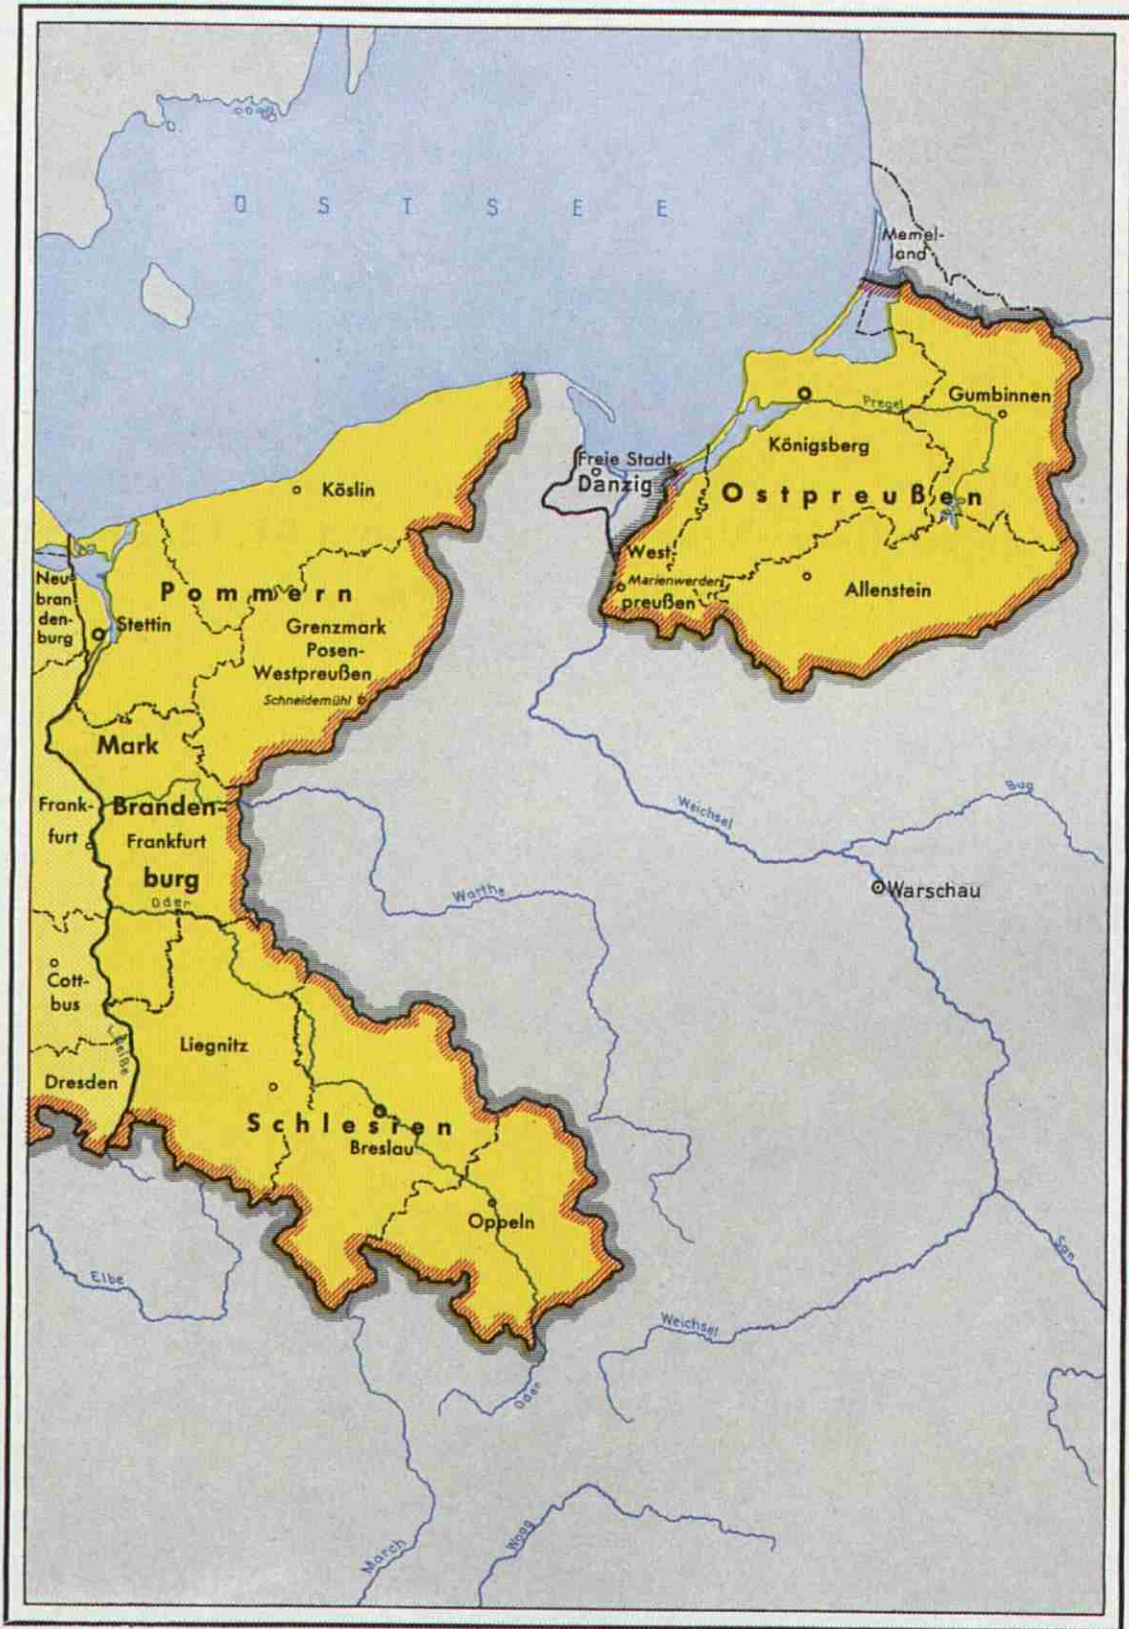 OSTSEE
Memel-
land
Memel
Gumbinnen
Pregel
Königsberg
Ostpreußen
Freie Stadt
Danzig
West-
Marienwerder
preußen
Allenstein
Köslin
Pommern
Neu-
bran-
den-
burg
Stettin
Grenzmark
Posen-
Westpreußen
Schneidemühl
Mark
Branden-
burg
Frank-
furt
Frankfurt
Oder
Warthe
Weichsel
Bug
Warschau
Cott-
bus
Neiße
Dresden
Liegnitz
Schlesien
Breslau
Oppeln
Elbe
Weichsel
San
Oder
March
Waag